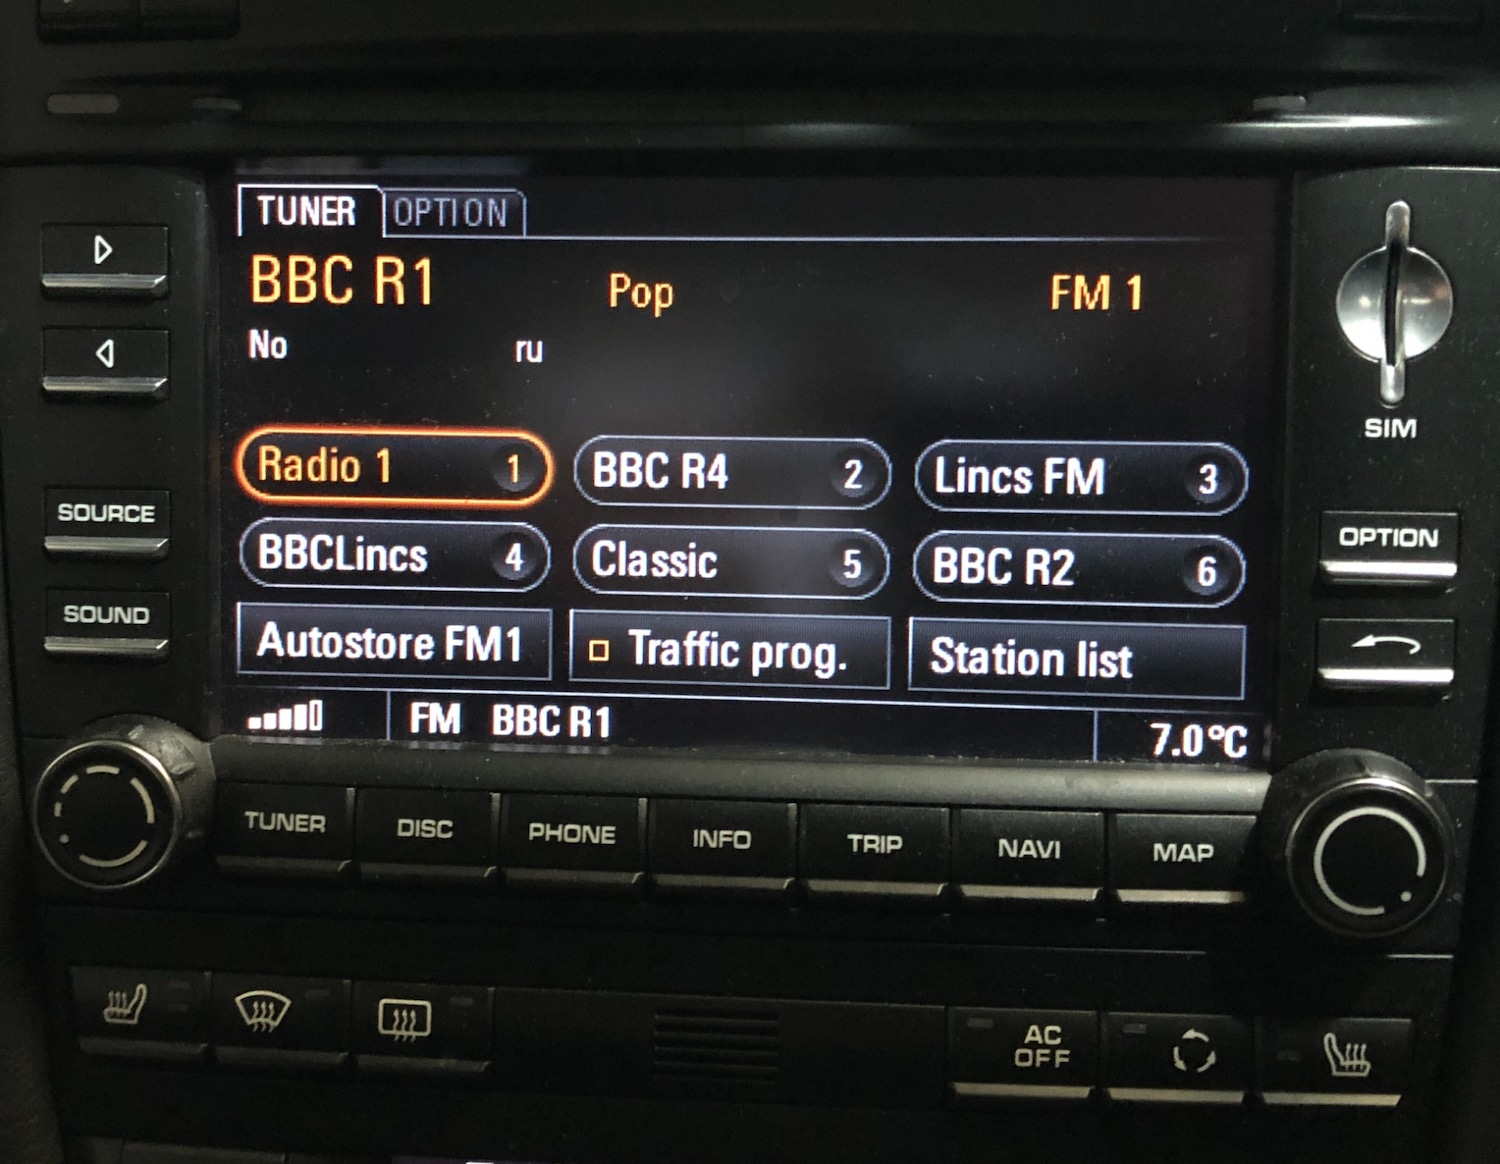 TUNER OPTION
BBC R1 Pop FM 1
No ru
Radio 1 1 BBC R4 2 Lincs FM 3
BBCLincs 4 Classic 5 BBC R2 6
Autostore FM1 Traffic prog. Station list
FM BBC R1 7.0°C
SIM
SOURCE
OPTION
SOUND
TUNER DISC PHONE INFO TRIP NAVI MAP
AC
OFF